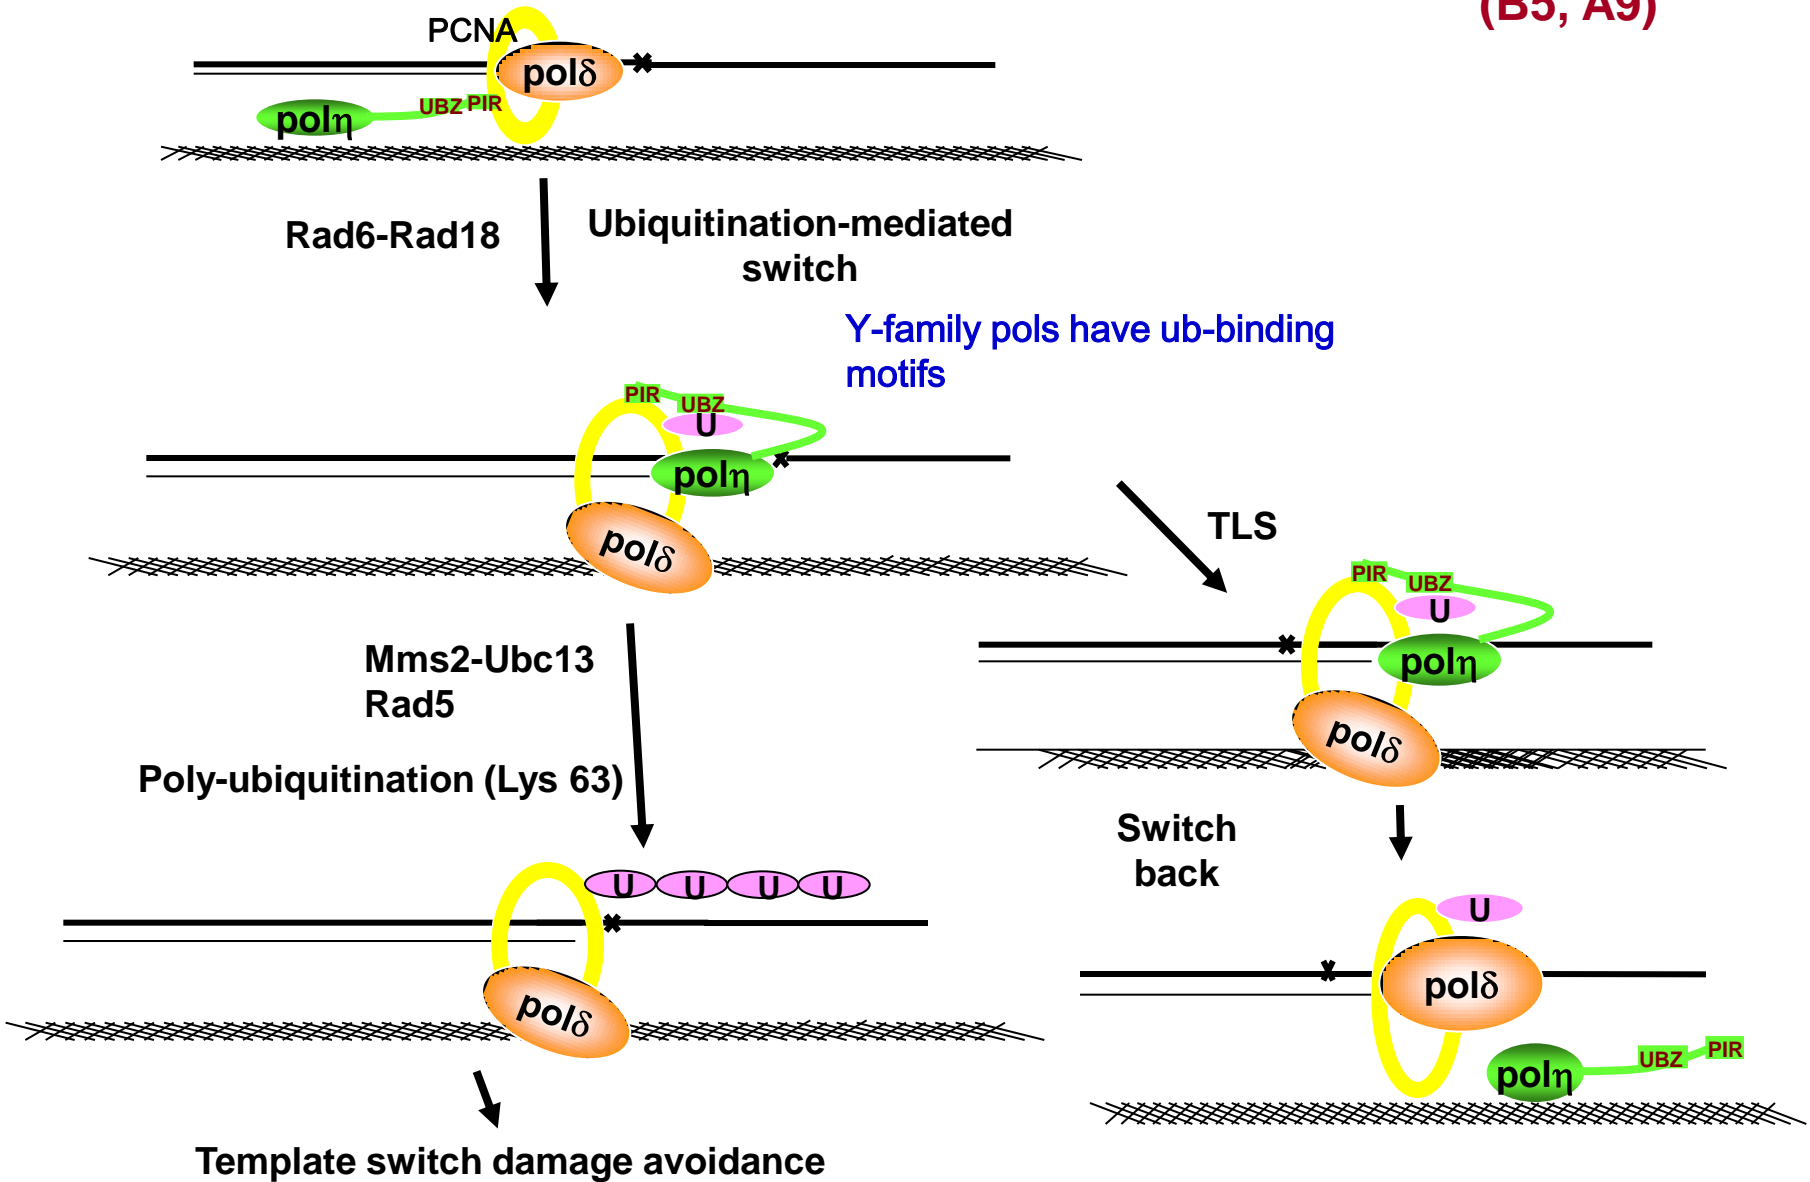 (B5, A9)
PCNA
polδ
UBZ PIR
polη
Rad6-Rad18
Ubiquitination-mediated
switch
Y-family pols have ub-binding
motifs
PIR
UBZ
U
polη
polδ
TLS
PIR
UBZ
U
polη
polδ
Mms2-Ubc13
Rad5
Poly-ubiquitination (Lys 63)
Switch
back
U U U U
polδ
U
polδ
polη
UBZ
PIR
Template switch damage avoidance